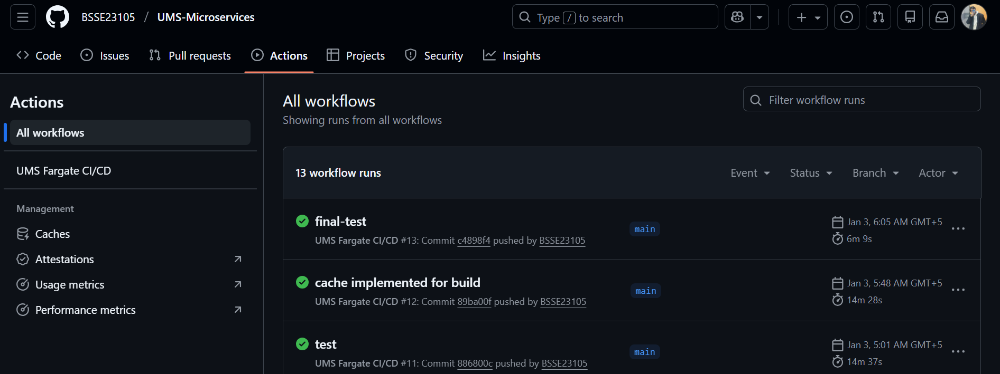 BSSE23105 / UMS-Microservices
Type / to search
Code Issues Pull requests Actions Projects Security Insights
Actions
All workflows
UMS Fargate CI/CD
Management
Caches
Attestations
Usage metrics
Performance metrics
All workflows
Showing runs from all workflows
Filter workflow runs
13 workflow runs
Event Status Branch Actor
final-test
UMS Fargate CI/CD #13: Commit c4898f4 pushed by BSSE23105
main
Jan 3, 6:05 AM GMT+5
6m 9s
cache implemented for build
UMS Fargate CI/CD #12: Commit 89ba00f pushed by BSSE23105
main
Jan 3, 5:48 AM GMT+5
14m 28s
test
UMS Fargate CI/CD #11: Commit 886800c pushed by BSSE23105
main
Jan 3, 5:01 AM GMT+5
14m 37s